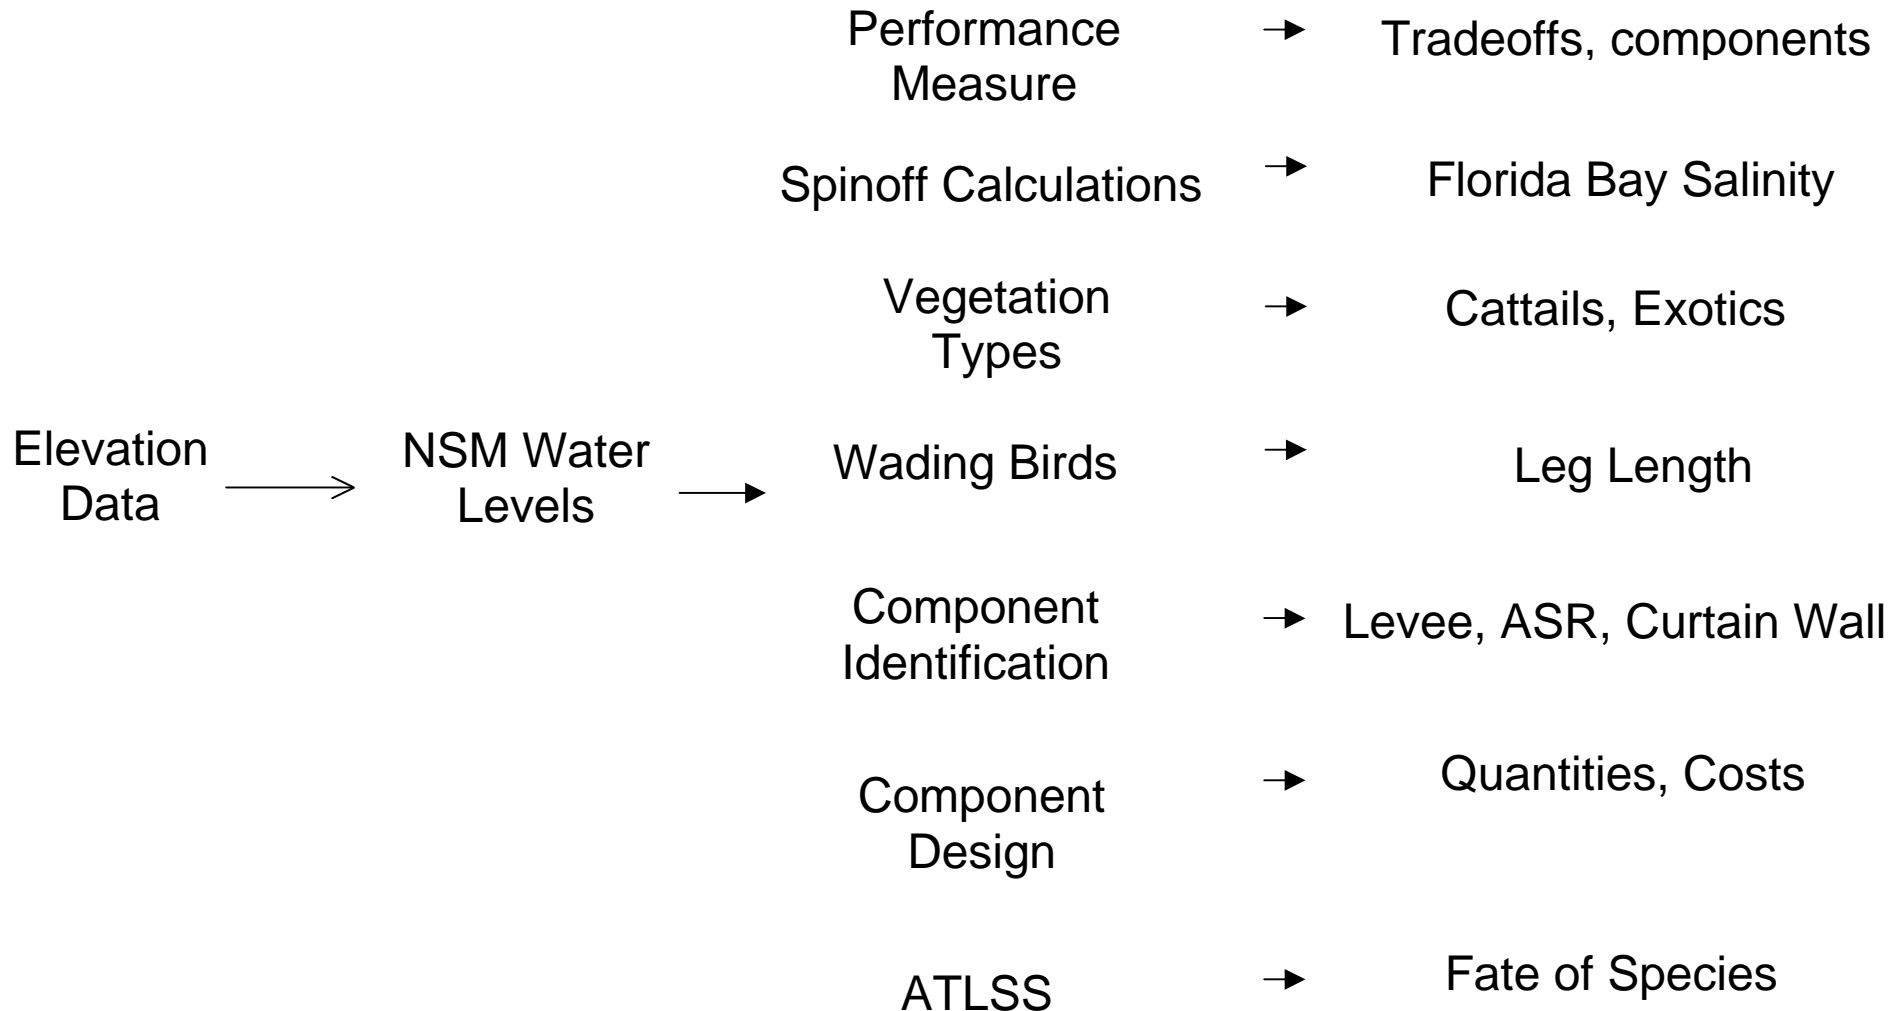 Performance
Measure
Tradeoffs, components
Spinoff Calculations
Florida Bay Salinity
Vegetation
Types
Cattails, Exotics
Elevation
Data
NSM Water
Levels
Wading Birds
Leg Length
Component
Identification
Levee, ASR, Curtain Wall
Component
Design
Quantities, Costs
ATLSS
Fate of Species